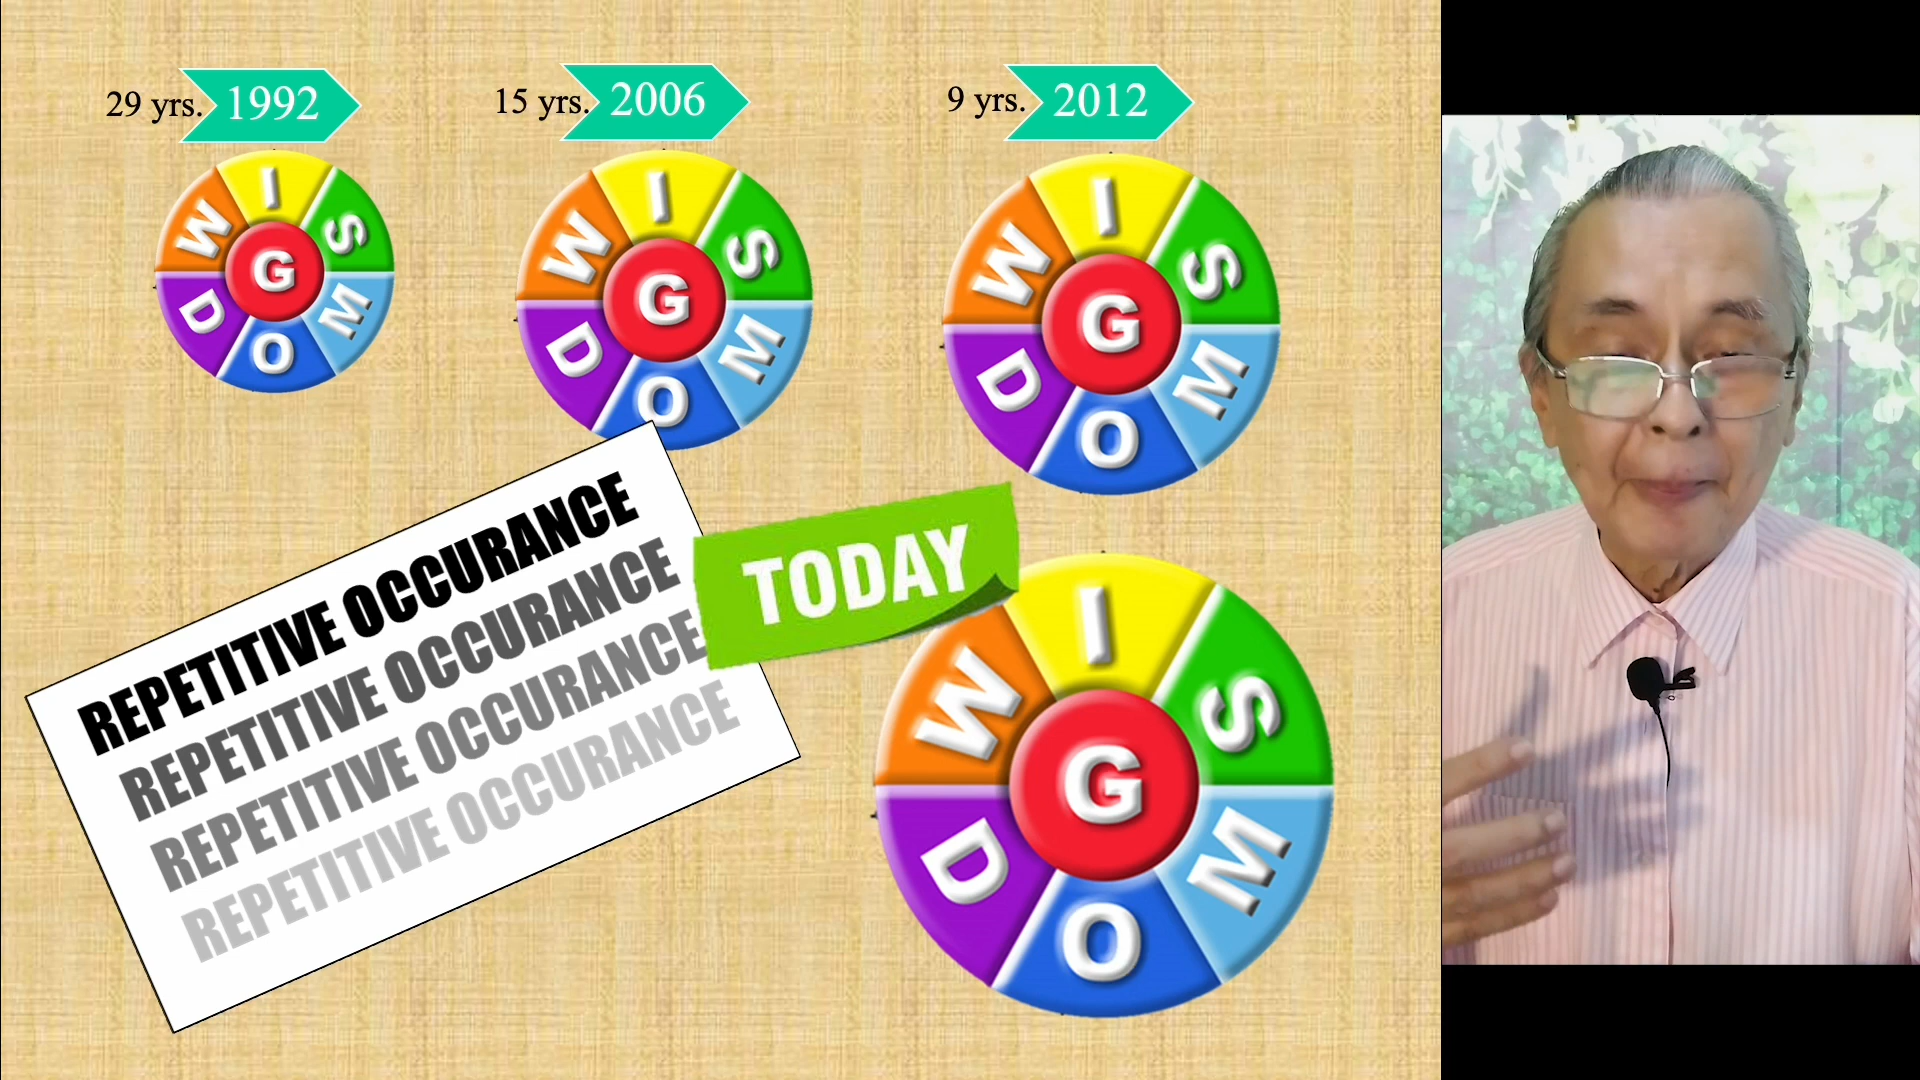 29 yrs. 1992
15 yrs. 2006
9 yrs. 2012
W I S D O M G
W I S D O M G
W I S D O M G
REPETITIVE OCCURANCE
REPETITIVE OCCURANCE
REPETITIVE OCCURANCE
REPETITIVE OCCURANCE
TODAY
W I S D O M G